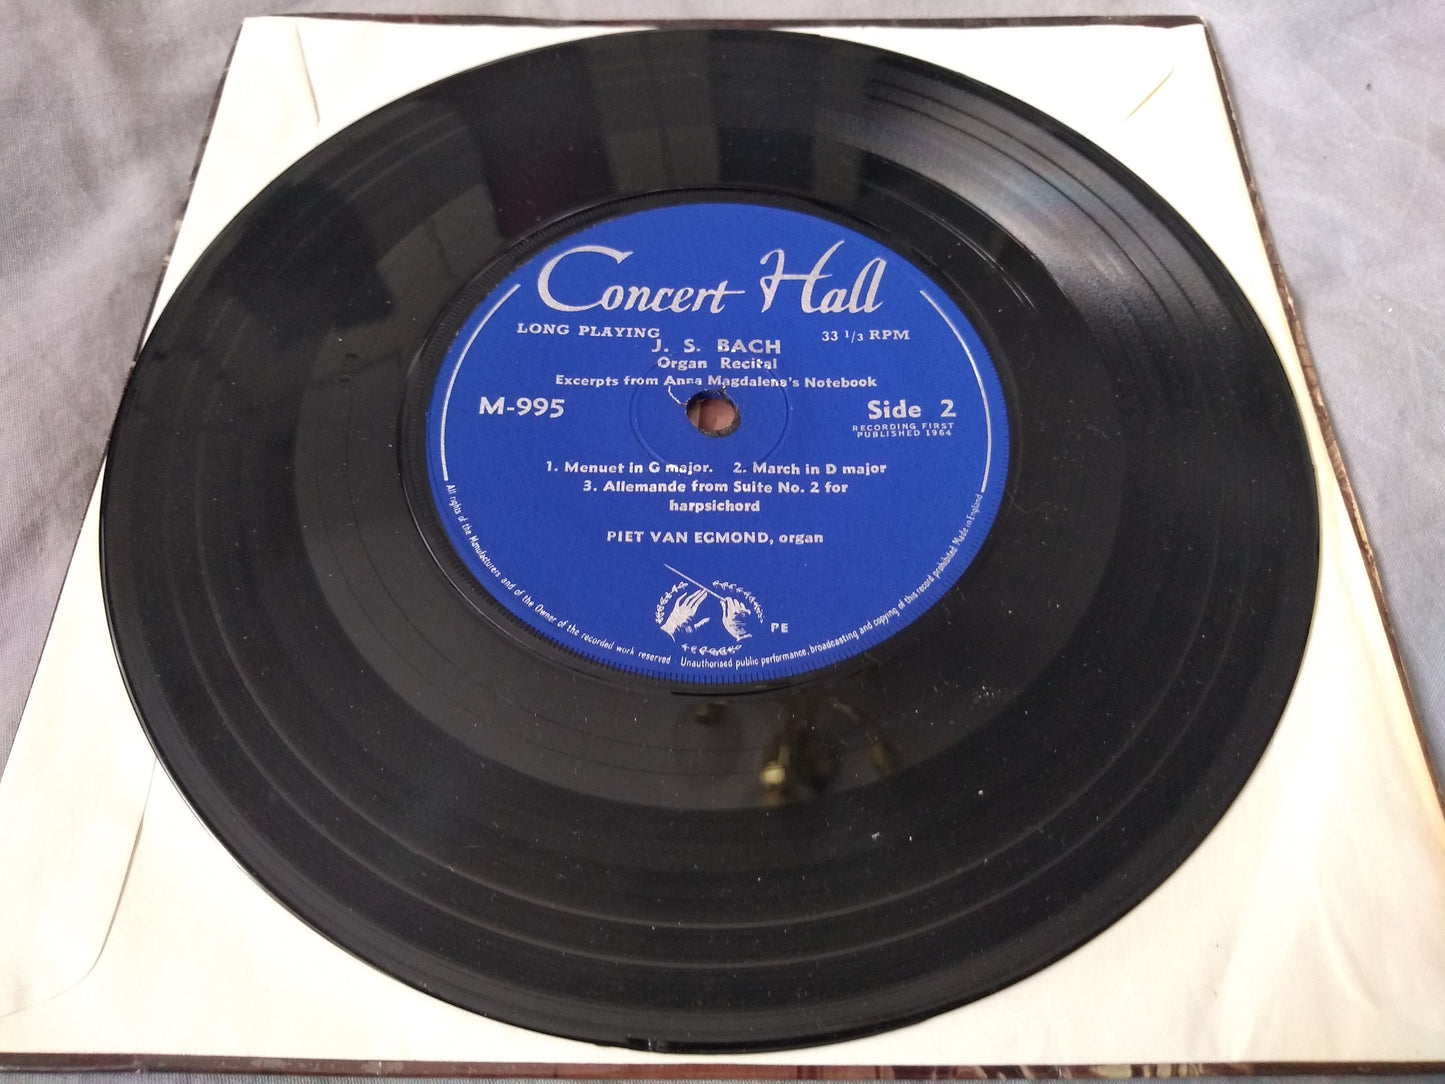 Concert Hall
LONG PLAYING
33 1/3 RPM
J. S. BACH
Organ Recital
Excerpts from Anna Magdalena's Notebook
M-995
Side 2
RECORDING FIRST
PUBLISHED 1964
1. Menuet in G major. 2. March in D major
3. Allemande from Suite No. 2 for
harpsichord
PIET VAN EGMOND, organ
PE
All rights of the Manufacturers and of the Owner of the recorded work reserved · Unauthorised public performance, broadcasting and copying of this record prohibited Made in England